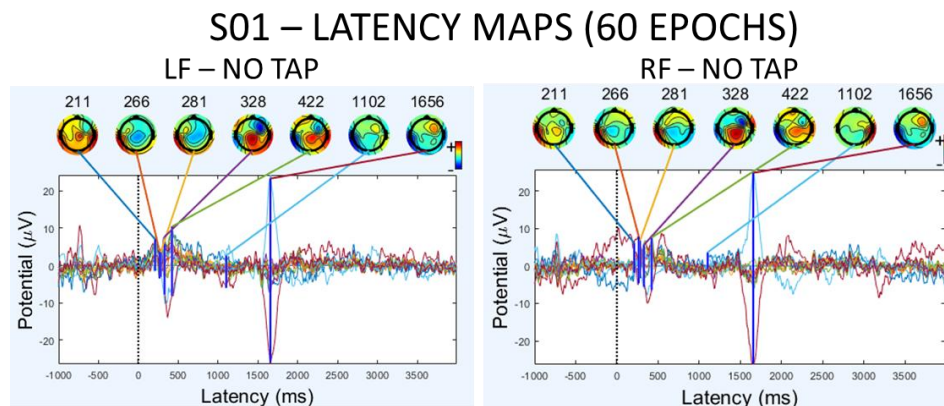 S01 – LATENCY MAPS (60 EPOCHS)
LF – NO TAP
211 266 281 328 422 1102 1656
+
-
20
10
0
-10
-20
Potential (μV)
-1000 -500 0 500 1000 1500 2000 2500 3000 3500
Latency (ms)
RF – NO TAP
211 266 281 328 422 1102 1656
+
-
20
10
0
-10
-20
Potential (μV)
-1000 -500 0 500 1000 1500 2000 2500 3000 3500
Latency (ms)